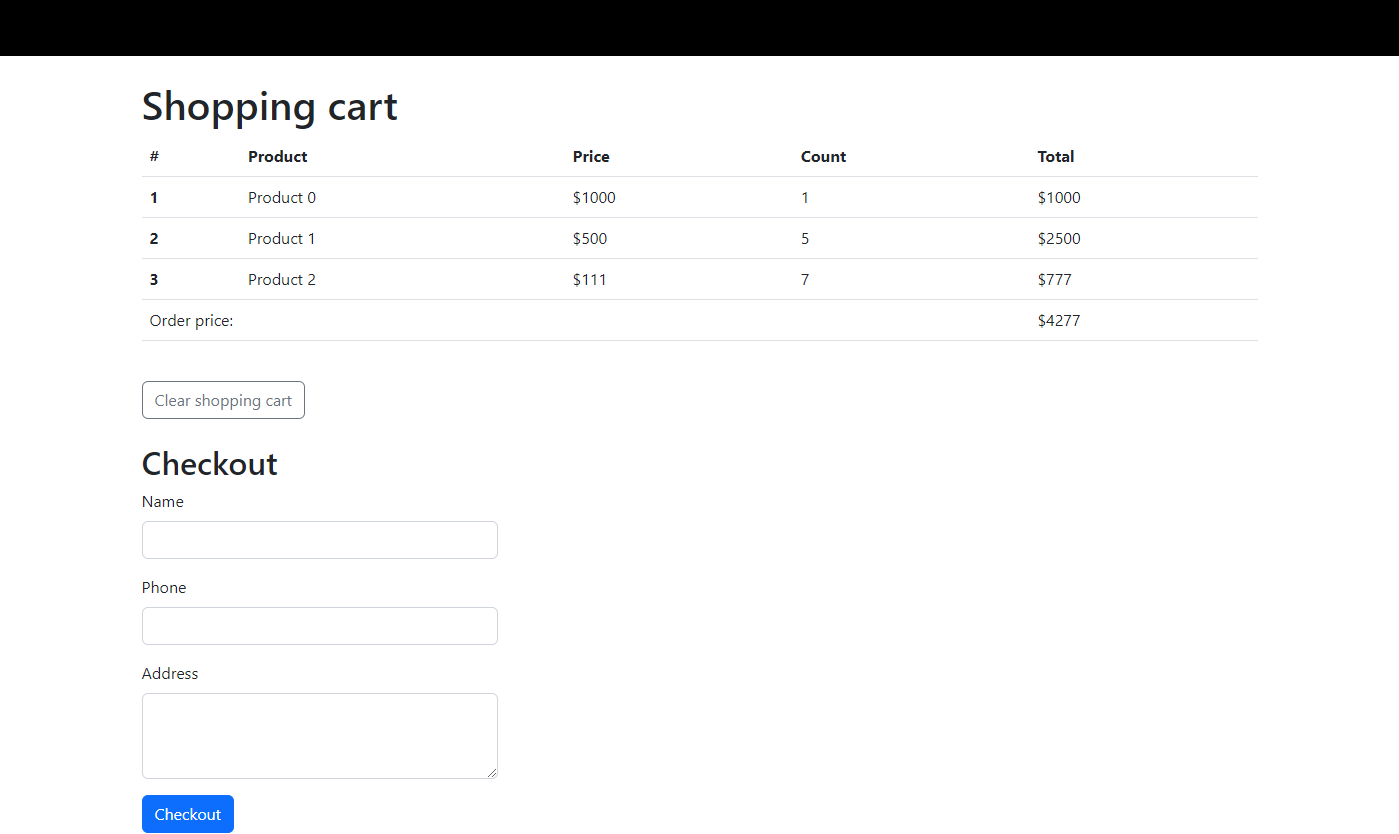 Shopping cart
# Product Price Count Total
1 Product 0 $1000 1 $1000
2 Product 1 $500 5 $2500
3 Product 2 $111 7 $777
Order price: $4277
Clear shopping cart
Checkout
Name
Phone
Address
Checkout